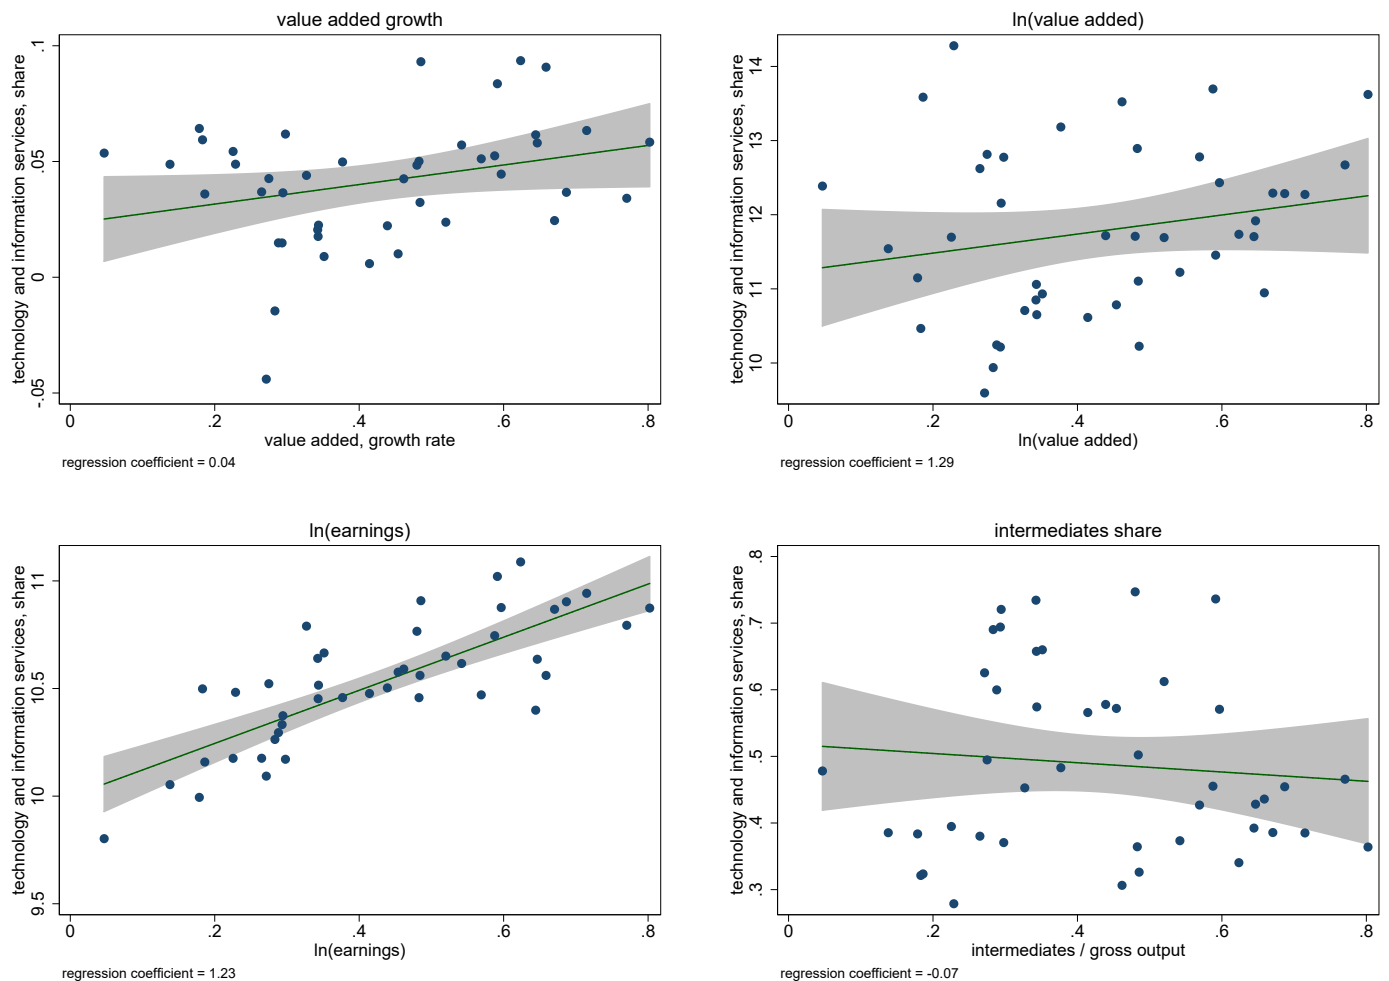 value added growth
technology and information services, share
-.05
0
.05
.1
0
.2
.4
.6
.8
value added, growth rate
regression coefficient = 0.04
ln(value added)
technology and information services, share
10
11
12
13
14
0
.2
.4
.6
.8
ln(value added)
regression coefficient = 1.29
ln(earnings)
technology and information services, share
9.5
10
10.5
11
0
.2
.4
.6
.8
ln(earnings)
regression coefficient = 1.23
intermediates share
technology and information services, share
.3
.4
.5
.6
.7
.8
0
.2
.4
.6
.8
intermediates / gross output
regression coefficient = -0.07